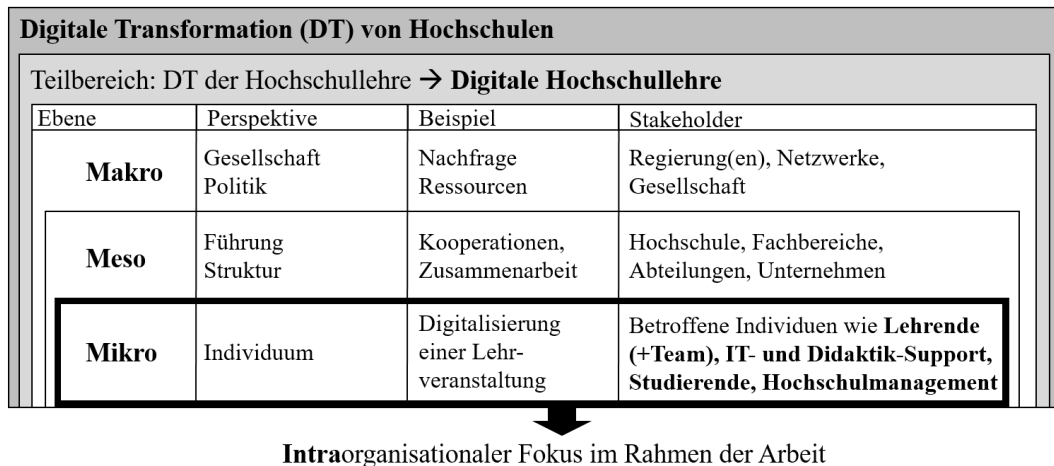 Digitale Transformation (DT) von Hochschulen
Teilbereich: DT der Hochschullehre → Digitale Hochschullehre
Ebene Perspektive Beispiel Stakeholder
Makro
Gesellschaft
Politik
Nachfrage
Ressourcen
Regierung(en), Netzwerke,
Gesellschaft
Meso
Führung
Struktur
Kooperationen,
Zusammenarbeit
Hochschule, Fachbereiche,
Abteilungen, Unternehmen
Mikro
Individuum
Digitalisierung
einer Lehr-
veranstaltung
Betroffene Individuen wie Lehrende
(+Team), IT- und Didaktik-Support,
Studierende, Hochschulmanagement
Intraorganisationaler Fokus im Rahmen der Arbeit